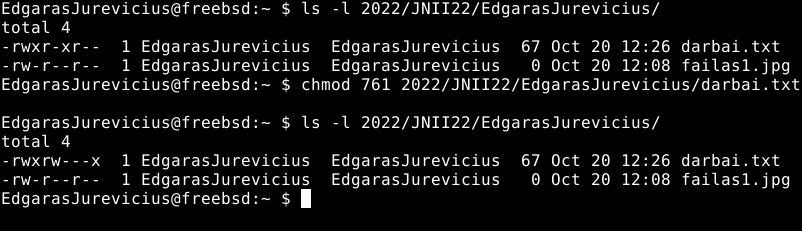 EdgarasJurevicius@freebsd:~ $ ls -l 2022/JNII22/EdgarasJurevicius/
total 4
-rwxr-xr--  1 EdgarasJurevicius  EdgarasJurevicius  67 Oct 20 12:26 darbai.txt
-rw-r--r--  1 EdgarasJurevicius  EdgarasJurevicius   0 Oct 20 12:08 failas1.jpg
EdgarasJurevicius@freebsd:~ $ chmod 761 2022/JNII22/EdgarasJurevicius/darbai.txt
EdgarasJurevicius@freebsd:~ $ ls -l 2022/JNII22/EdgarasJurevicius/
total 4
-rwxrw---x  1 EdgarasJurevicius  EdgarasJurevicius  67 Oct 20 12:26 darbai.txt
-rw-r--r--  1 EdgarasJurevicius  EdgarasJurevicius   0 Oct 20 12:08 failas1.jpg
EdgarasJurevicius@freebsd:~ $